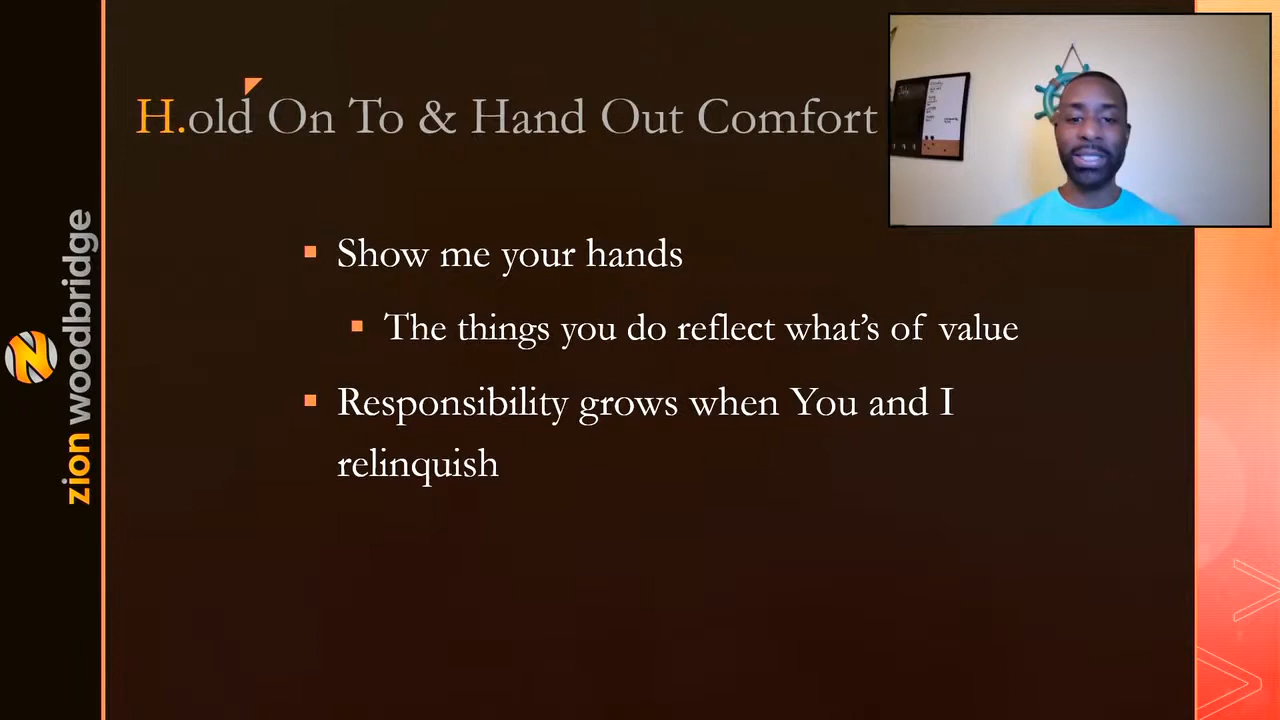 H.old On To & Hand Out Comfort
Show me your hands
The things you do reflect what's of value
Responsibility grows when You and I
relinquish
zion woodbridge
July